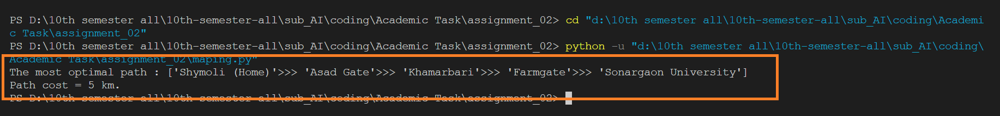 PS D:\10th semester all\10th-semester-all\sub_AI\coding\Academic Task\assignment_02> cd "d:\10th semester all\10th-semester-all\sub_AI\coding\Academi
c Task\assignment_02"
PS D:\10th semester all\10th-semester-all\sub_AI\coding\Academic Task\assignment_02> python -u "d:\10th semester all\10th-semester-all\sub_AI\coding\
Academic Task\assignment_02\maping.py"
The most optimal path : ['Shymoli (Home)'>>> 'Asad Gate'>>> 'Khamarbari'>>> 'Farmgate'>>> 'Sonargaon University']
Path cost = 5 km.
PS D:\10th semester all\10th-semester-all\sub_AI\coding\Academic Task\assignment_02>